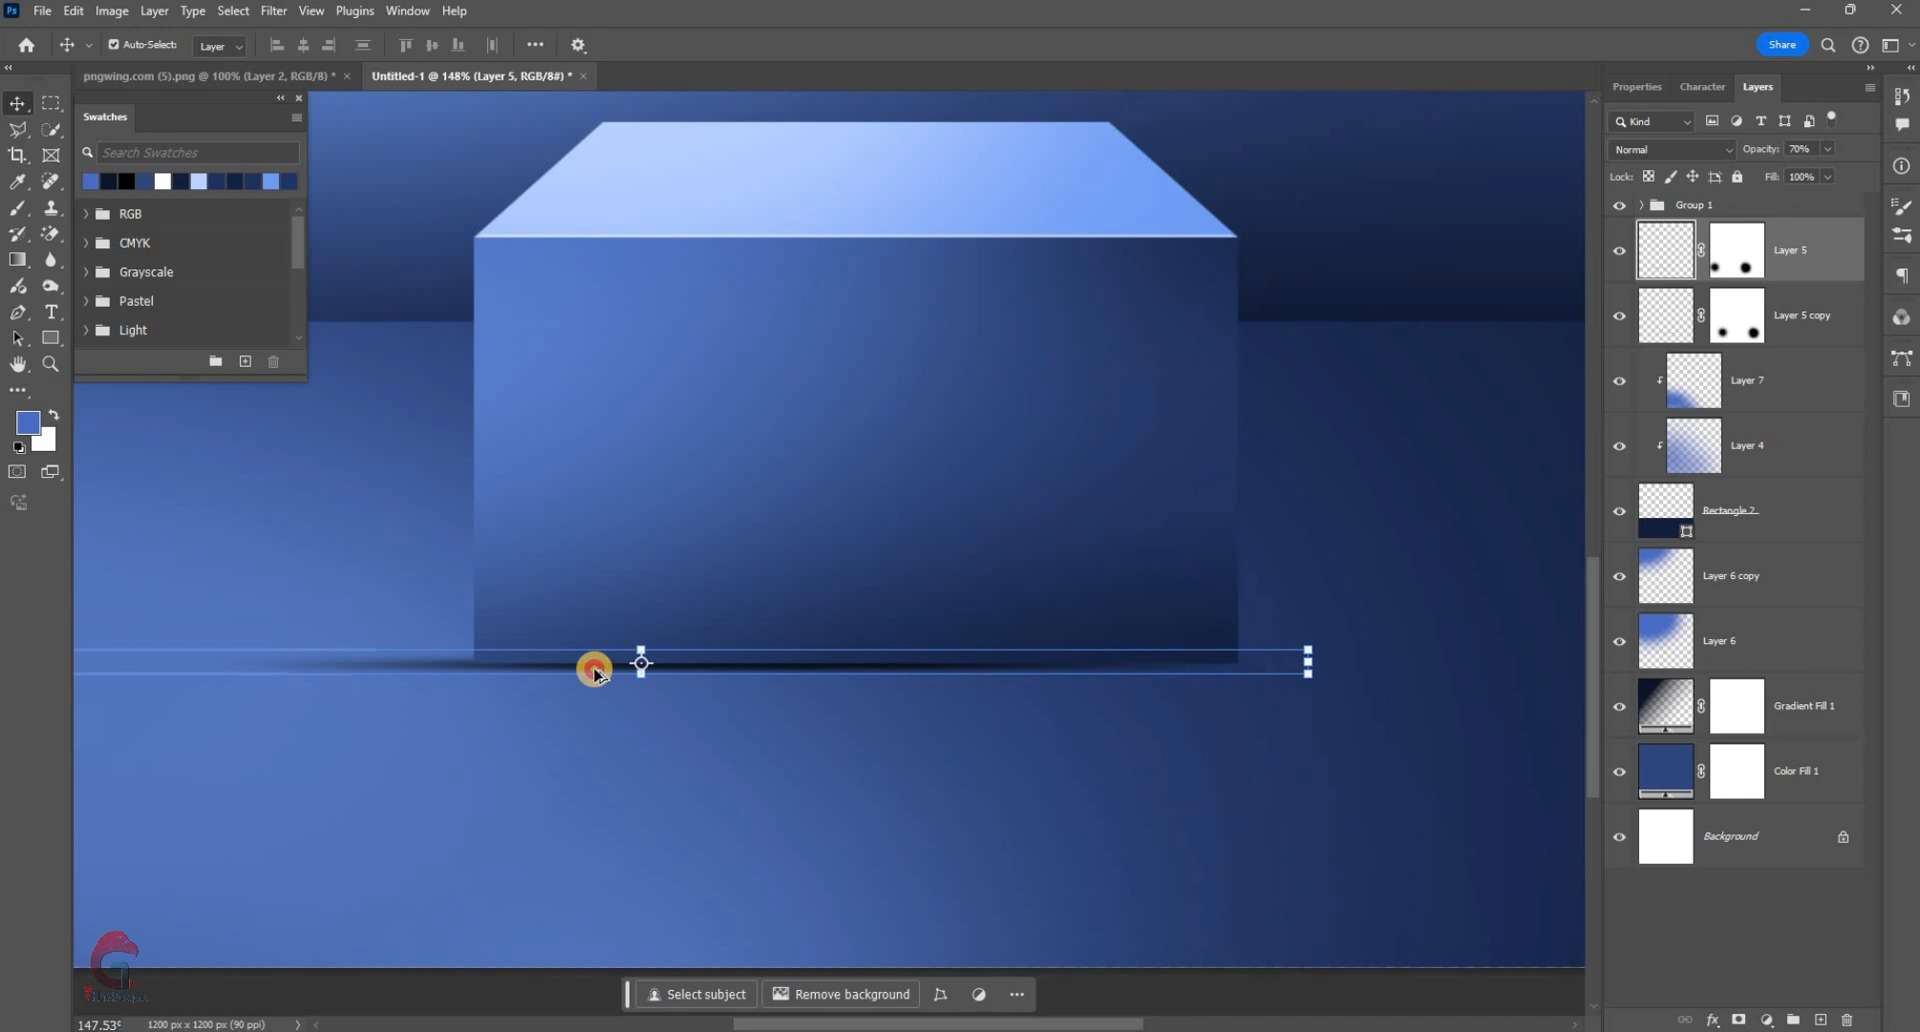 Ps File Edit Image Layer Type Select Filter View Plugins Window Help
Auto-Select: Layer Share
pngwing.com (5).png @ 100% (Layer 2, RGB/8) * Untitled-1 @ 148% (Layer 5, RGB/8#) *
Swatches
Search Swatches
RGB
CMYK
Grayscale
Pastel
Light
Properties Character Layers
Kind
Normal Opacity: 70%
Lock: Fill: 100%
Group 1
Layer 5
Layer 5 copy
Layer 7
Layer 4
Rectangle 2
Layer 6 copy
Layer 6
Gradient Fill 1
Color Fill 1
Background
Select subject Remove background
147.53% 1200 px x 1200 px (90 ppi)